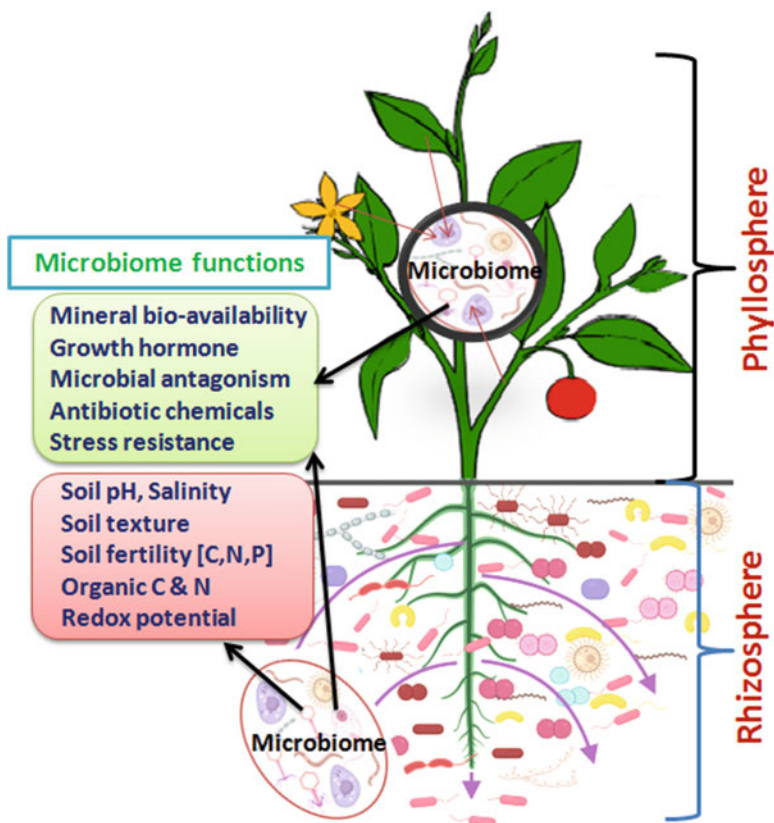 Phyllosphere
Microbiome functions
Microbiome
Mineral bio-availability
Growth hormone
Microbial antagonism
Antibiotic chemicals
Stress resistance
Soil pH, Salinity
Soil texture
Soil fertility [C,N,P]
Organic C & N
Redox potential
Microbiome
Rhizosphere